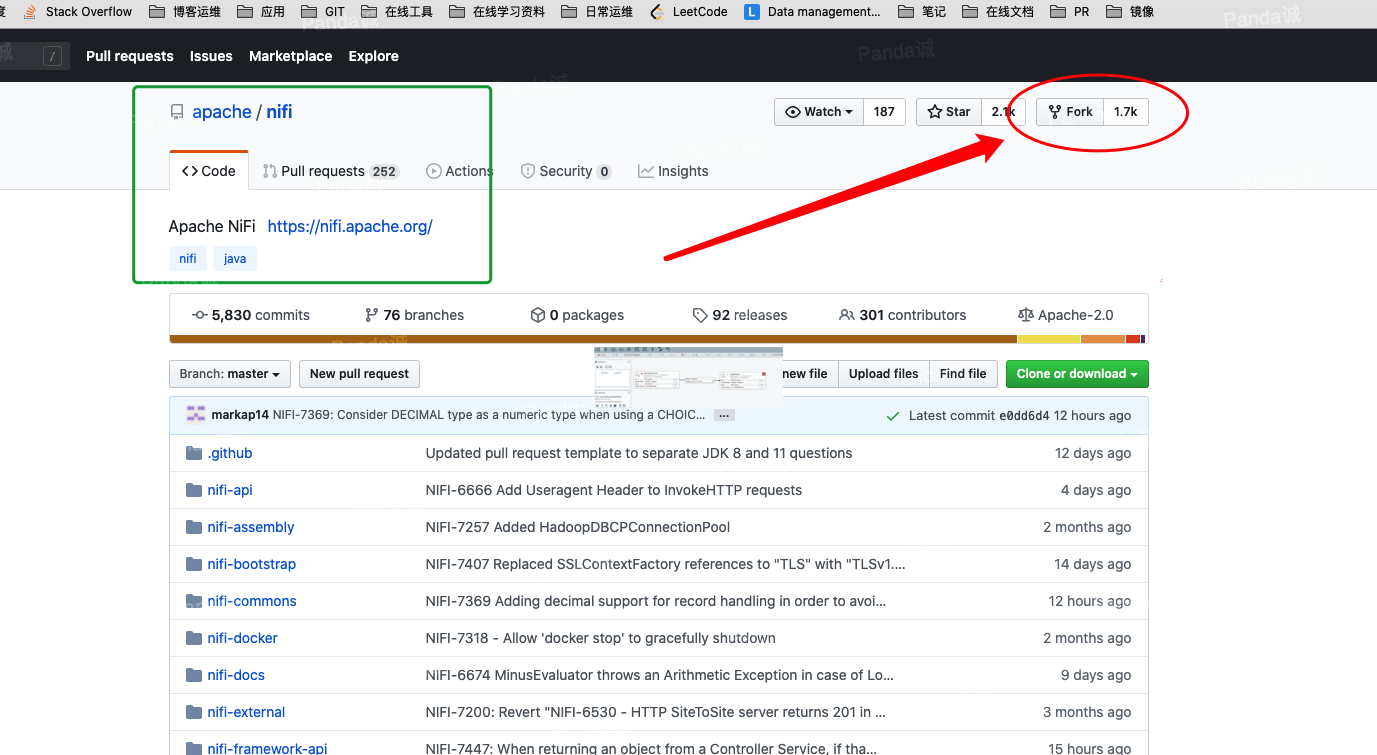 度 Stack Overflow 博客运维 应用 GIT 在线工具 在线学习资料 日常运维 LeetCode Data management... 笔记 在线文档 PR 镜像
/ Pull requests Issues Marketplace Explore
apache / nifi Watch 187 Star 2.1k Fork 1.7k
Code Pull requests 252 Actions Security 0 Insights
Apache NiFi https://nifi.apache.org/
nifi java
5,830 commits 76 branches 0 packages 92 releases 301 contributors Apache-2.0
Branch: master New pull request new file Upload files Find file Clone or download
markap14 NIFI-7369: Consider DECIMAL type as a numeric type when using a CHOIC... ... Latest commit e0dd6d4 12 hours ago
.github Updated pull request template to separate JDK 8 and 11 questions 12 days ago
nifi-api NIFI-6666 Add Useragent Header to InvokeHTTP requests 4 days ago
nifi-assembly NIFI-7257 Added HadoopDBCPConnectionPool 2 months ago
nifi-bootstrap NIFI-7407 Replaced SSLContextFactory references to "TLS" with "TLSv1.... 14 days ago
nifi-commons NIFI-7369 Adding decimal support for record handling in order to avoi... 12 hours ago
nifi-docker NIFI-7318 - Allow 'docker stop' to gracefully shutdown 2 months ago
nifi-docs NIFI-6674 MinusEvaluator throws an Arithmetic Exception in case of Lo... 9 days ago
nifi-external NIFI-7200: Revert "NIFI-6530 - HTTP SiteToSite server returns 201 in ... 3 months ago
nifi-framework-api NIFI-7447: When returning an object from a Controller Service, if tha... 15 hours ago
Panda诚
Panda诚
Panda诚